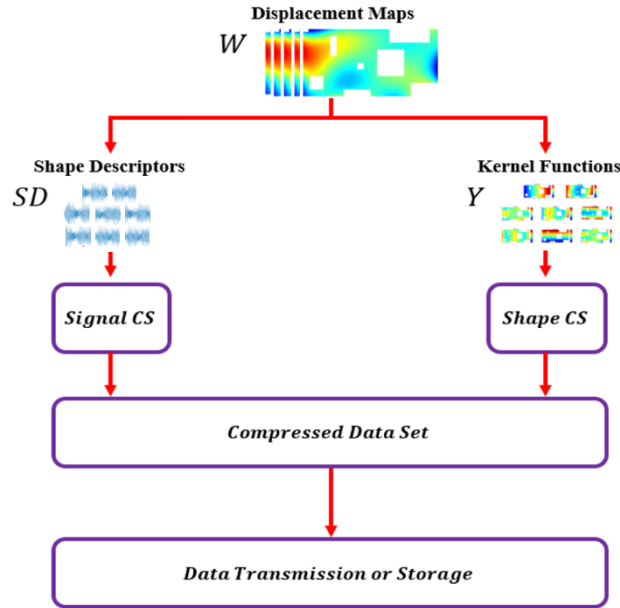 Displacement Maps
W
Shape Descriptors
Kernel Functions
SD
Y
Signal CS
Shape CS
Compressed Data Set
Data Transmission or Storage